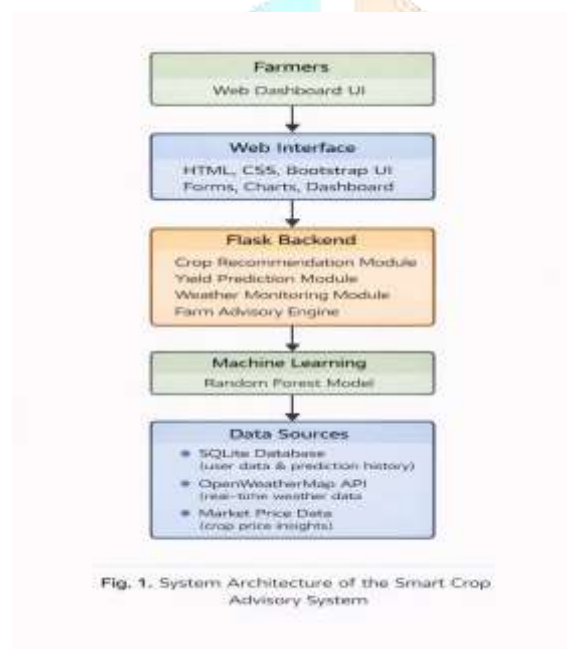 Farmers
Web Dashboard UI
Web Interface
HTML, CSS, Bootstrap UI
Forms, Charts, Dashboard
Flask Backend
Crop Recommendation Module
Yield Prediction Module
Weather Monitoring Module
Farm Advisory Engine
Machine Learning
Random Forest Model
Data Sources
• SQLite Database
(user data & prediction history)
• OpenWeatherMap API
(real-time weather data
• Market Price Data
(crop price insights)
Fig. 1. System Architecture of the Smart Crop
Advisory System